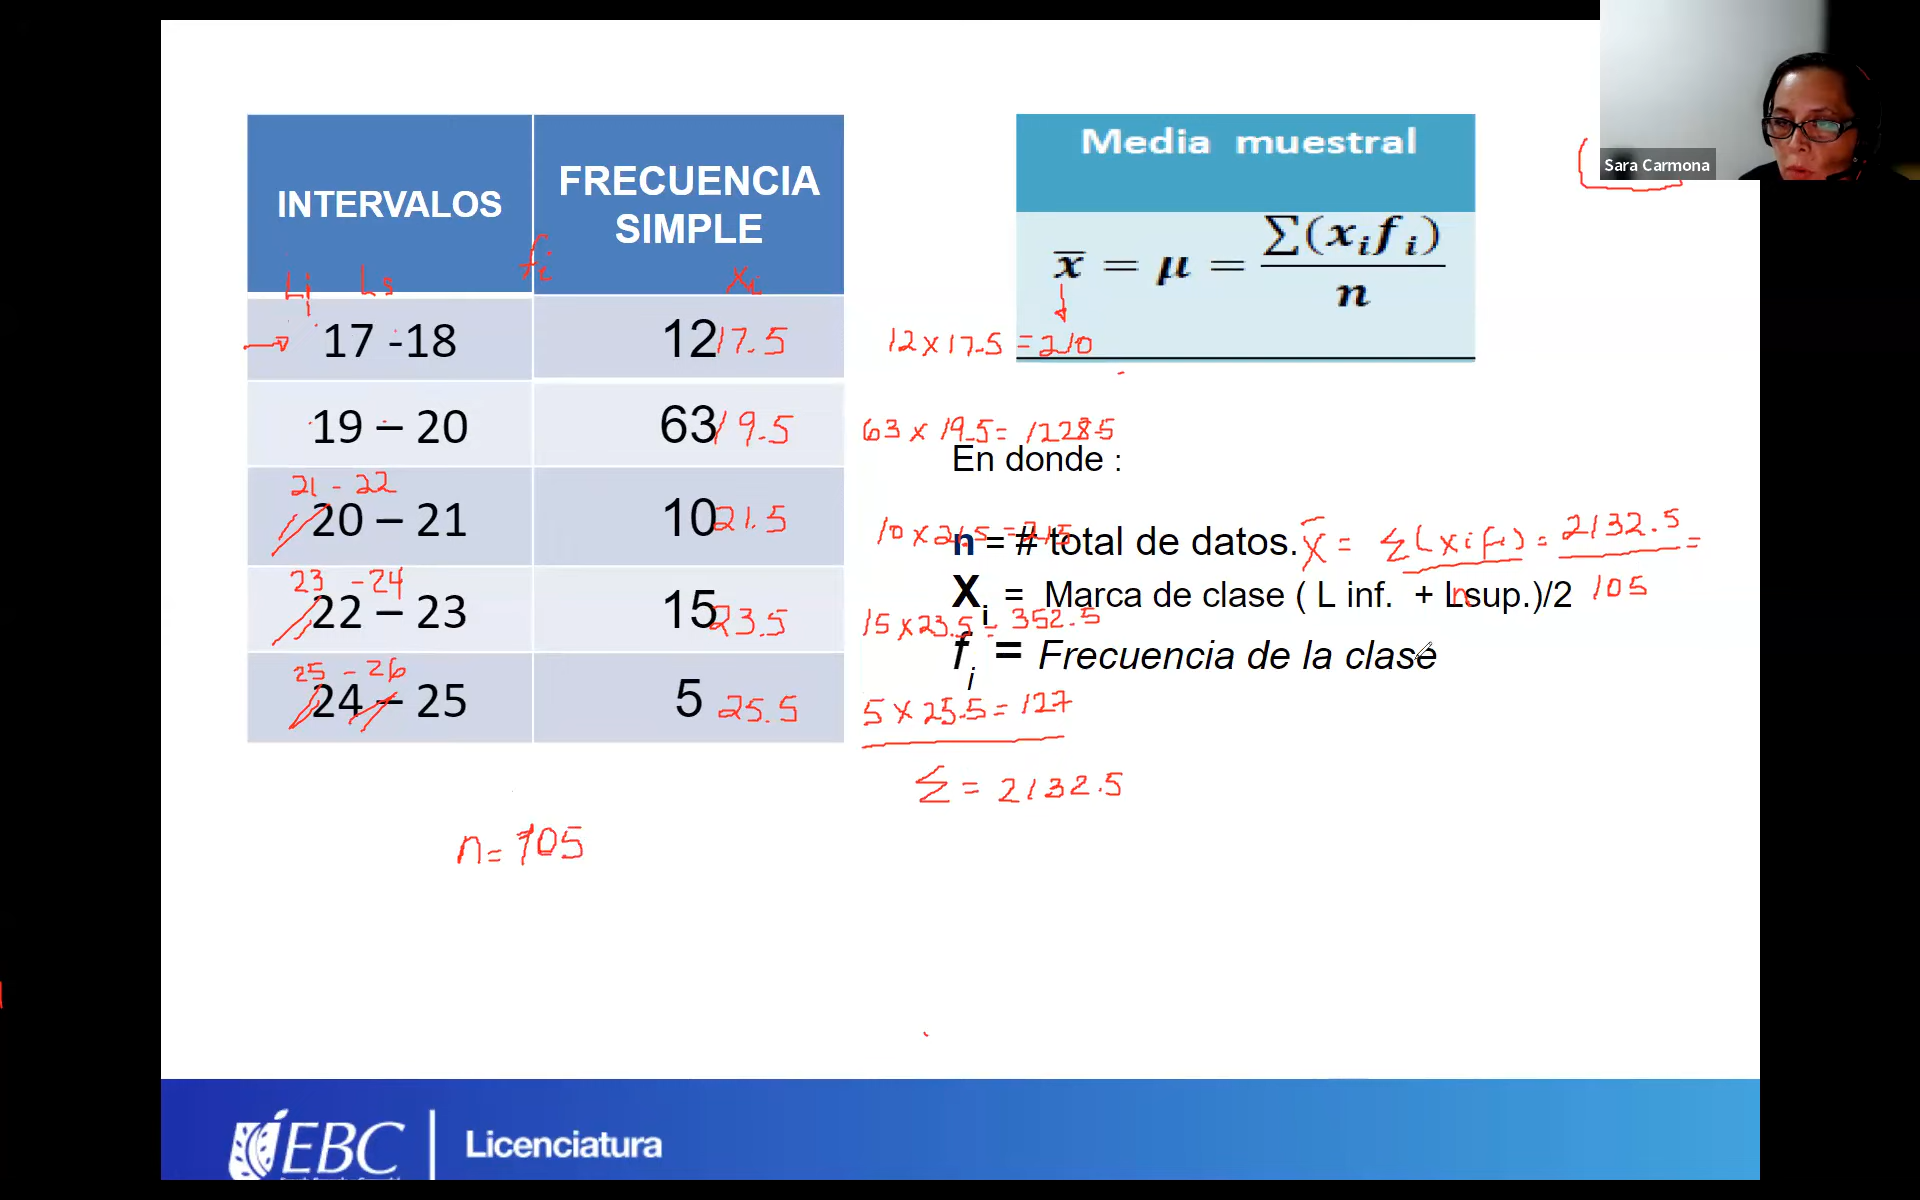 Sara Carmona
INTERVALOS
FRECUENCIA
SIMPLE
Li Ls
fi
xi
17 -18
12 17.5
12 x 17.5 = 210
19 – 20
63 19.5
63 x 19.5 = 1228.5
21 - 22
20 – 21
10 21.5
10 x 21.5 = 215
23 - 24
22 – 23
15 23.5
15 x 23.5 = 352.5
25 - 26
24 – 25
5 25.5
5 x 25.5 = 127
Σ = 2132.5
n = 105
Media muestral
x̄ = μ = ∑(xᵢfᵢ) / n
En donde :
n = # total de datos.
x̄ = Σ(xifi) / n = 2132.5 / 105 =
Xi = Marca de clase ( L inf. + Lsup.)/2
fi = Frecuencia de la clase
EBC
Licenciatura